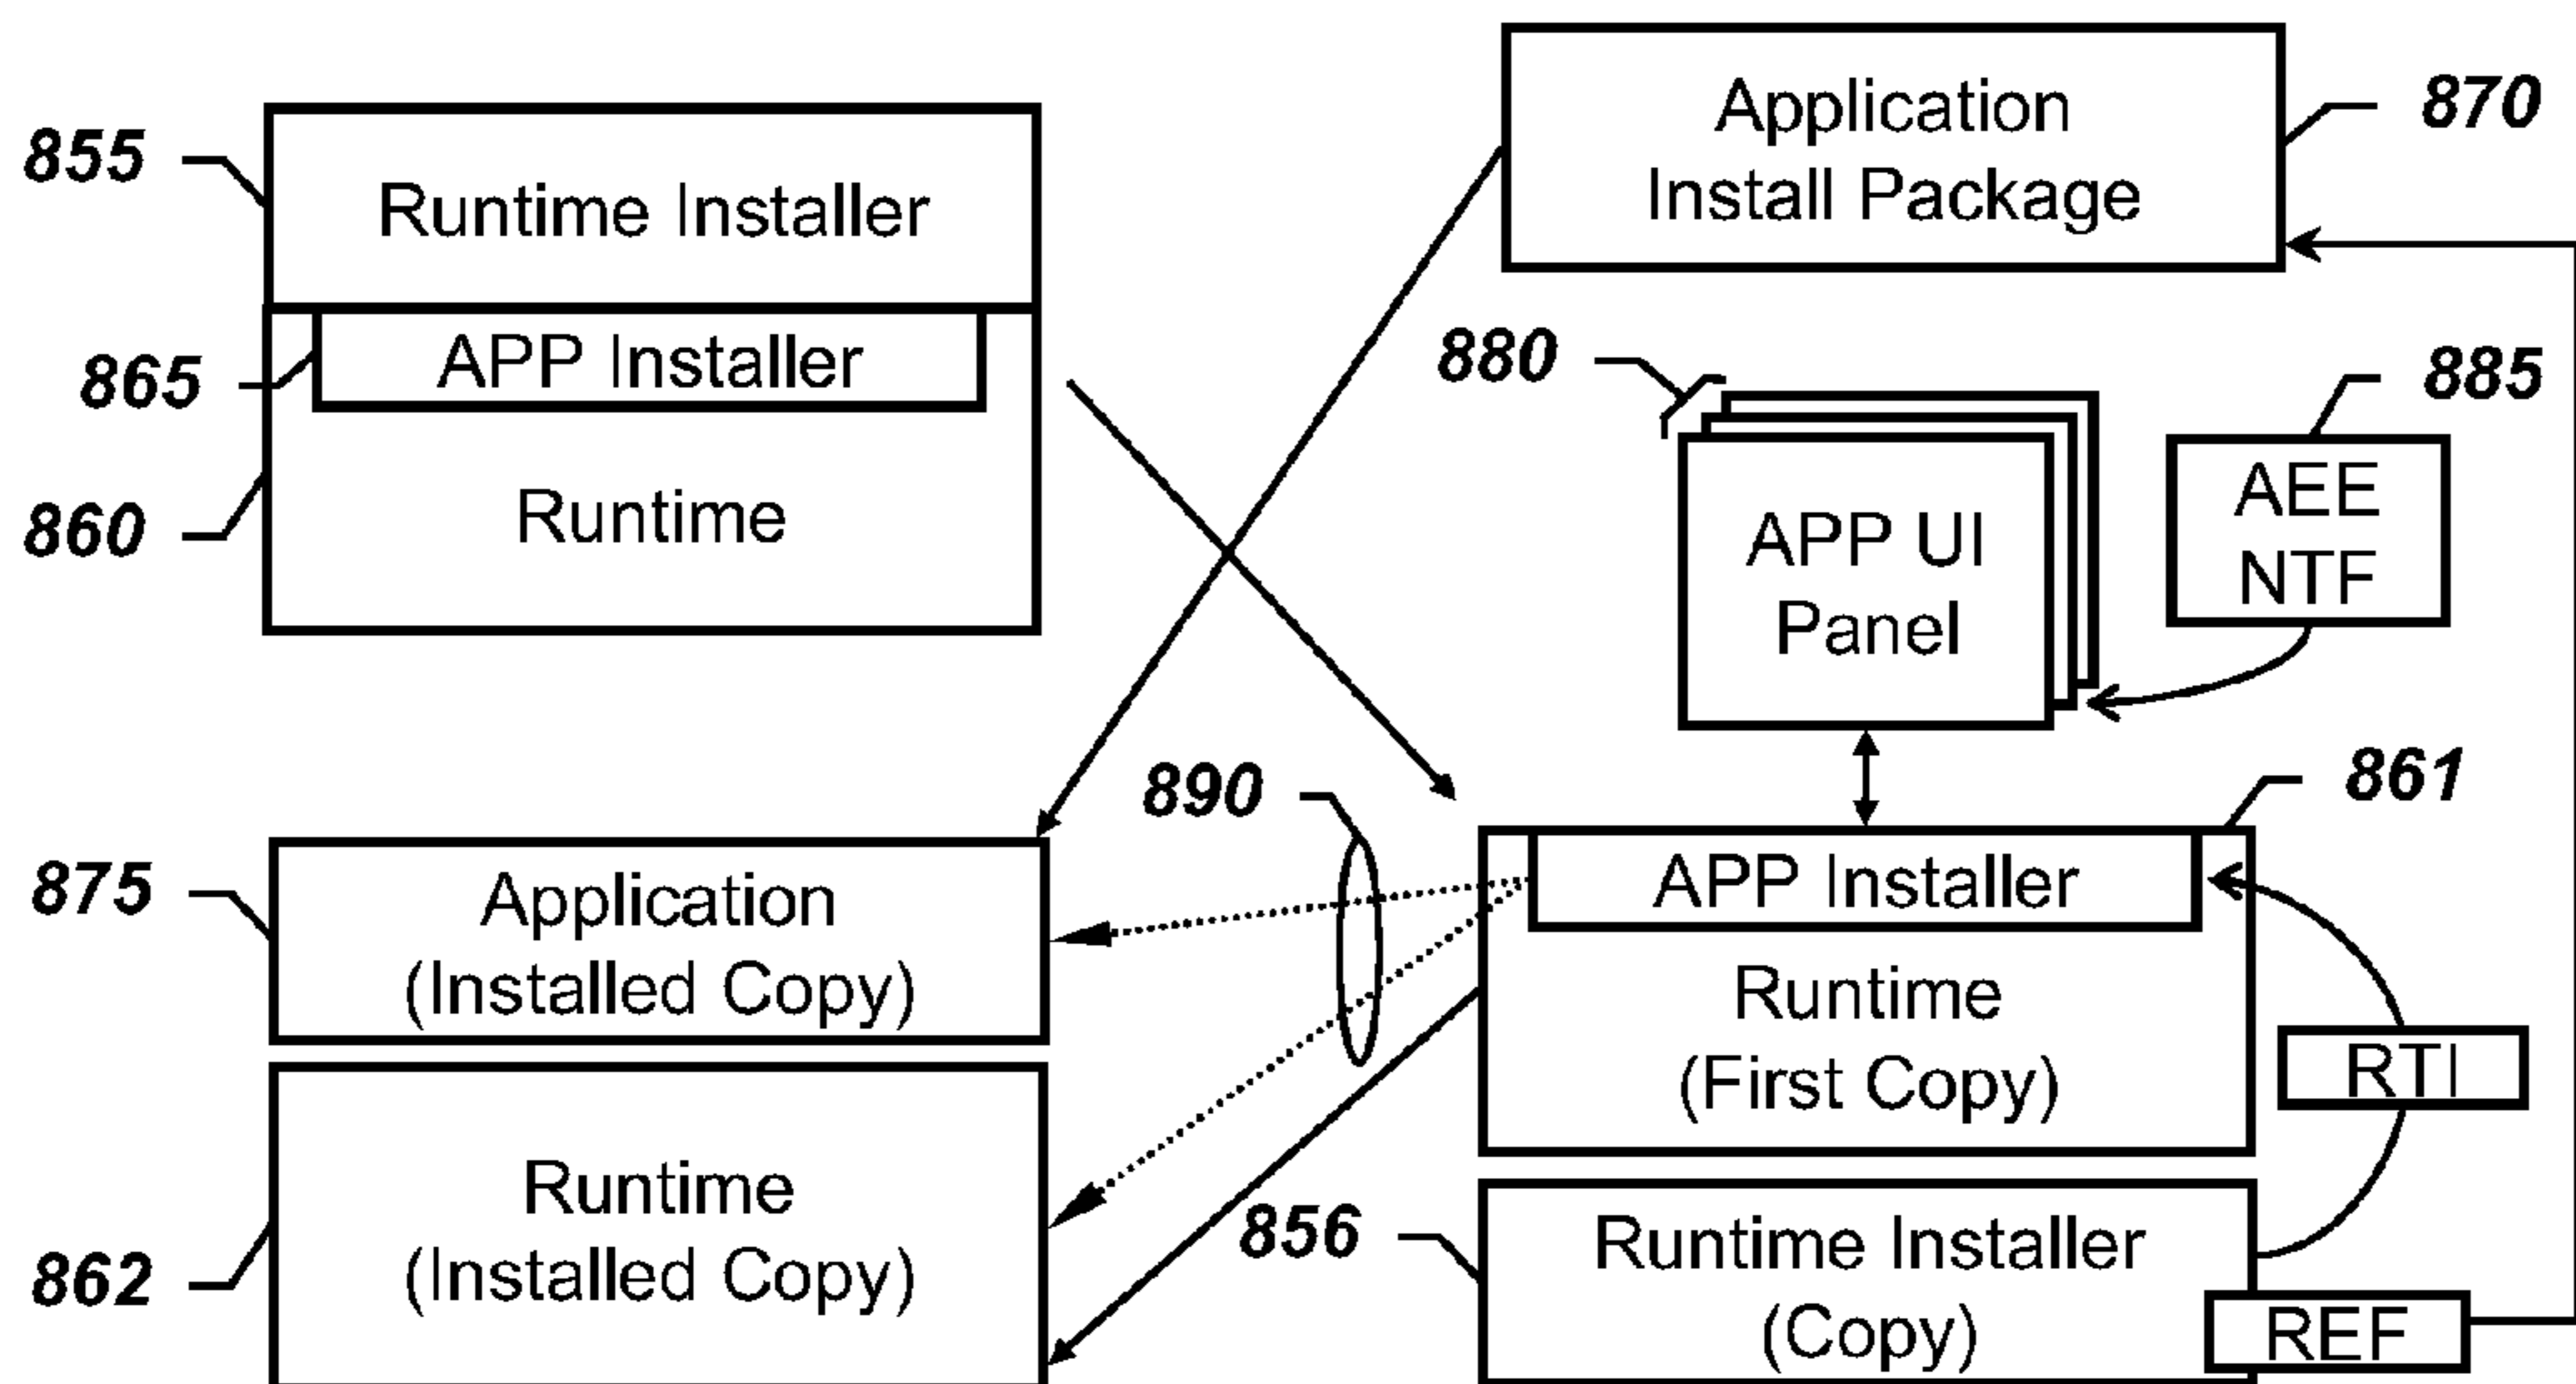 855
Runtime Installer
865
APP Installer
860
Runtime
Application
Install Package
870
880
APP UI
Panel
885
AEE
NTF
890
861
875
Application
(Installed Copy)
APP Installer
Runtime
(First Copy)
RTI
862
Runtime
(Installed Copy)
856
Runtime Installer
(Copy)
REF